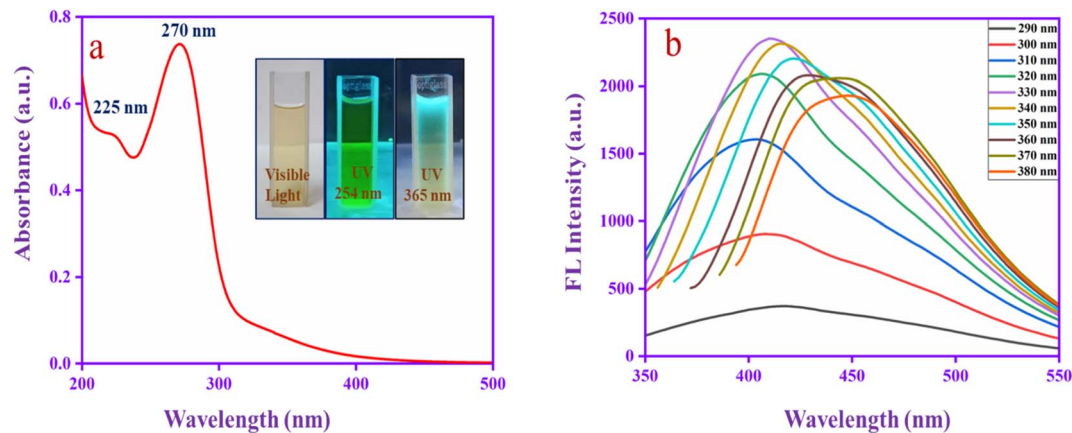 a
270 nm
225 nm
Visible
Light
UV
254 nm
UV
365 nm
Absorbance (a.u.)
0.8
0.6
0.4
0.2
0.0
200
300
400
500
Wavelength (nm)
b
290 nm
300 nm
310 nm
320 nm
330 nm
340 nm
350 nm
360 nm
370 nm
380 nm
FL Intensity (a.u.)
2500
2000
1500
1000
500
0
350
400
450
500
550
Wavelength (nm)